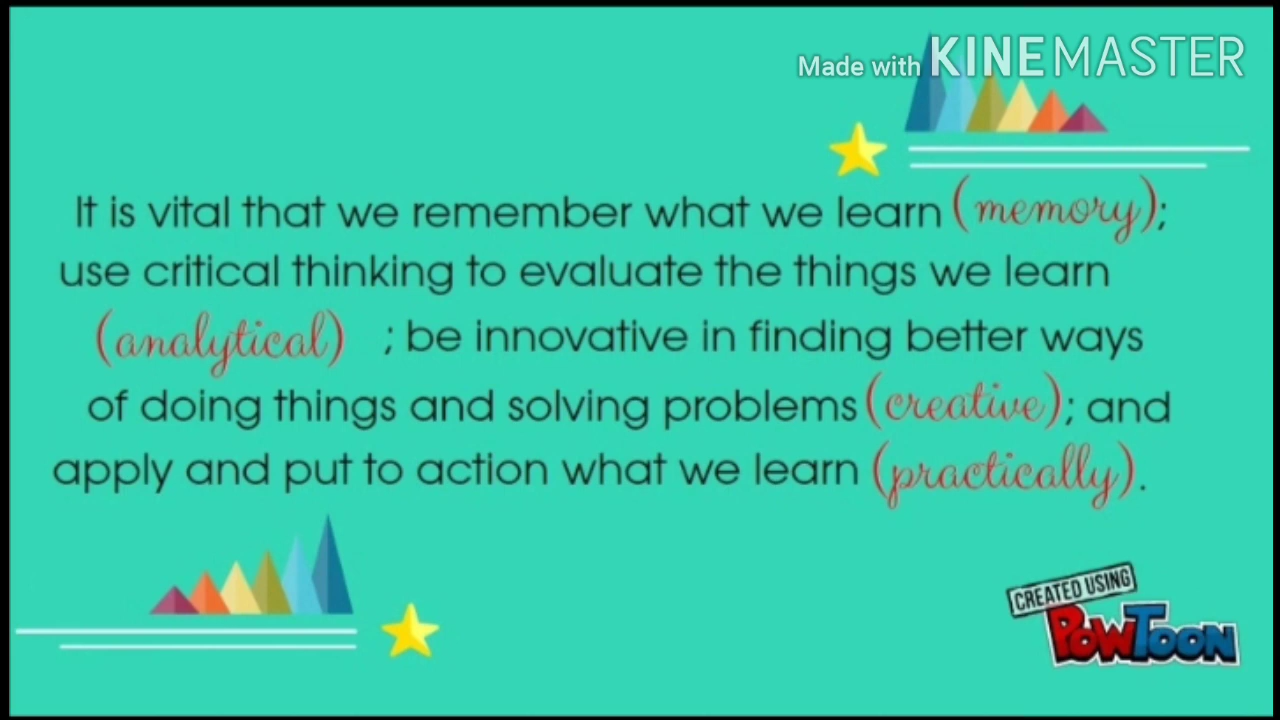 Made with KINEMASTER
It is vital that we remember what we learn (memory);
use critical thinking to evaluate the things we learn
(analytical) ; be innovative in finding better ways
of doing things and solving problems (creative); and
apply and put to action what we learn (practically).
CREATED USING
POWTOON